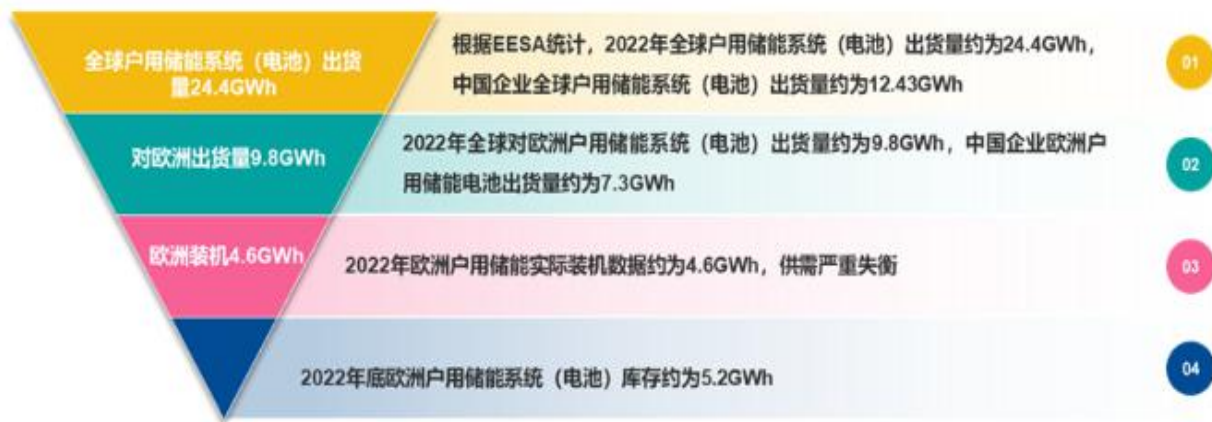 全球户用储能系统（电池）出货
量24.4GWh
根据EESA统计，2022年全球户用储能系统（电池）出货量约为24.4GWh，
中国企业全球户用储能系统（电池）出货量约为12.43GWh
01
对欧洲出货量9.8GWh
2022年全球对欧洲户用储能系统（电池）出货量约为9.8GWh，中国企业欧洲户
用储能电池出货量约为7.3GWh
02
欧洲装机4.6GWh
2022年欧洲户用储能实际装机数据约为4.6GWh，供需严重失衡
03
2022年底欧洲户用储能系统（电池）库存约为5.2GWh
04